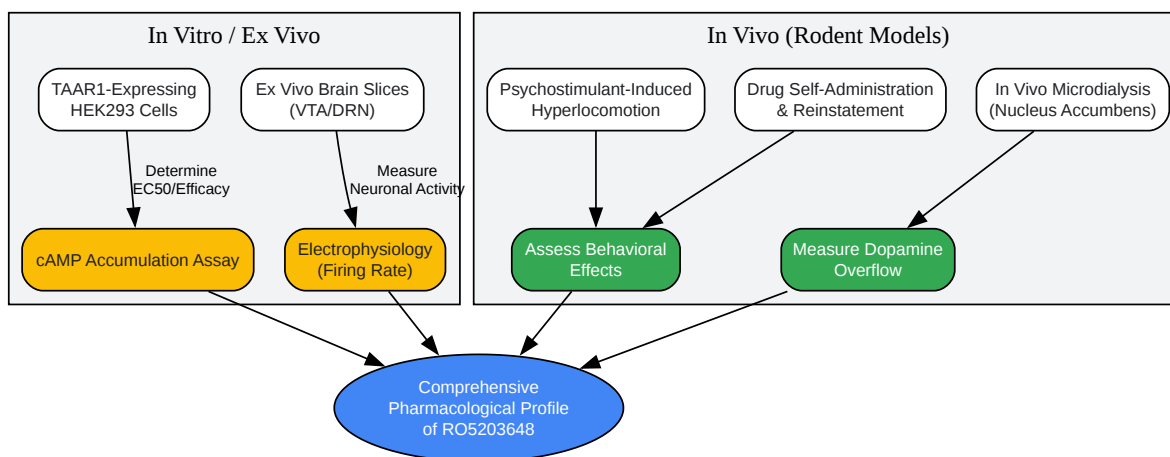 In Vitro / Ex Vivo
TAAR1-Expressing
HEK293 Cells
Ex Vivo Brain Slices
(VTA/DRN)
Determine
EC50/Efficacy
Measure
Neuronal Activity
cAMP Accumulation Assay
Electrophysiology
(Firing Rate)
In Vivo (Rodent Models)
Psychostimulant-Induced
Hyperlocomotion
Drug Self-Administration
& Reinstatement
In Vivo Microdialysis
(Nucleus Accumbens)
Assess Behavioral
Effects
Measure Dopamine
Overflow
Comprehensive
Pharmacological Profile
of RO5203648